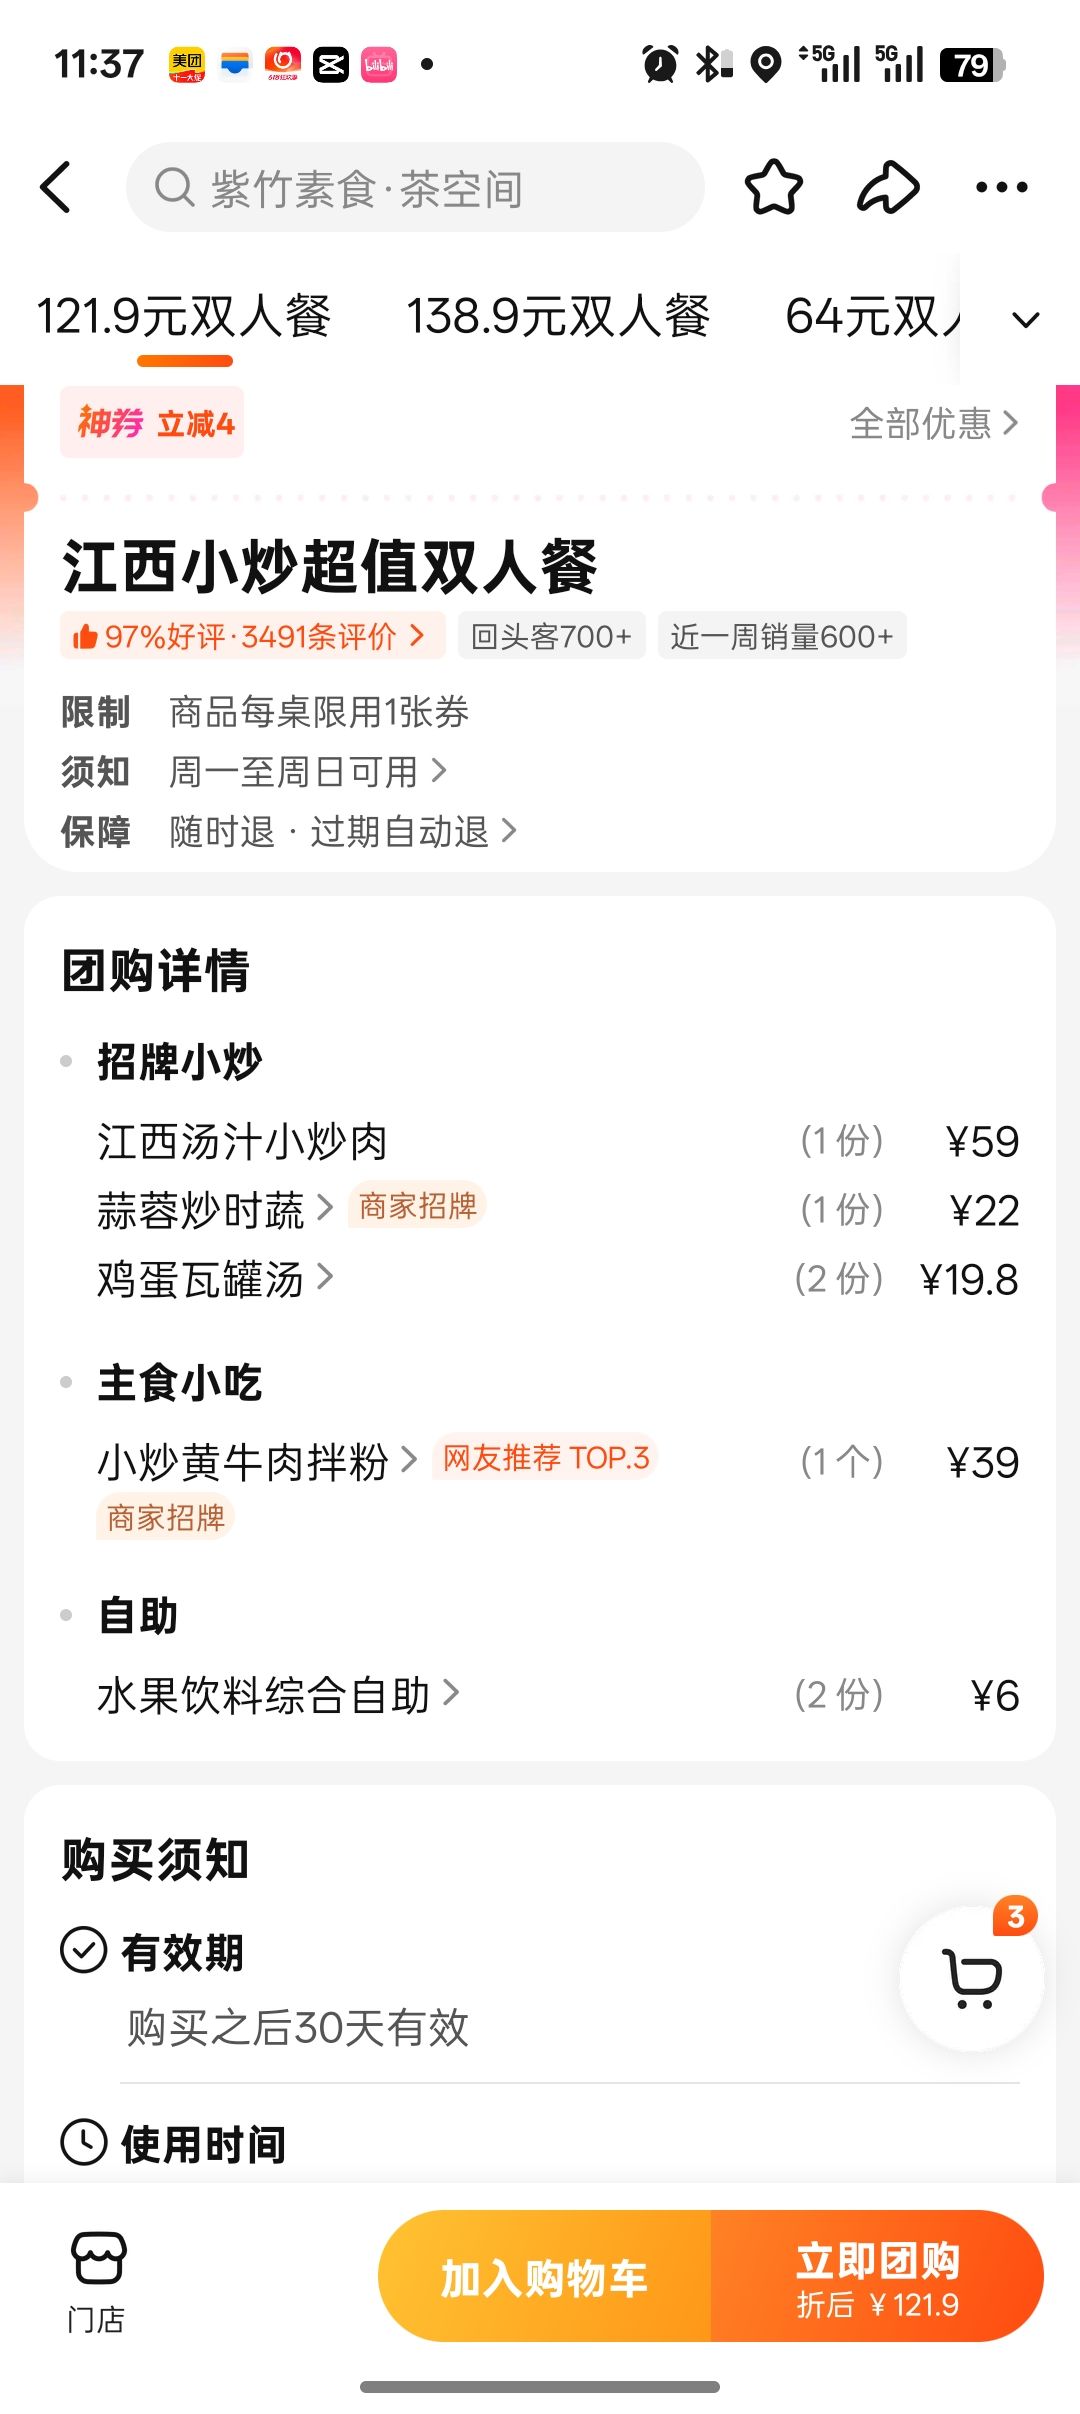 11:37
美团
bilibili
5G
5G
79
紫竹素食·茶空间
121.9元双人餐
138.9元双人餐
64元双人
神券 立减4
全部优惠
江西小炒超值双人餐
97%好评·3491条评价
回头客700+
近一周销量600+
限制 商品每桌限用1张券
须知 周一至周日可用
保障 随时退 · 过期自动退
团购详情
招牌小炒
江西汤汁小炒肉 (1 份) ¥59
蒜蓉炒时蔬 商家招牌 (1 份) ¥22
鸡蛋瓦罐汤 (2 份) ¥19.8
主食小吃
小炒黄牛肉拌粉 网友推荐 TOP.3 (1 个) ¥39
商家招牌
自助
水果饮料综合自助 (2 份) ¥6
购买须知
3
有效期
购买之后30天有效
使用时间
门店
加入购物车
立即团购
折后 ¥121.9